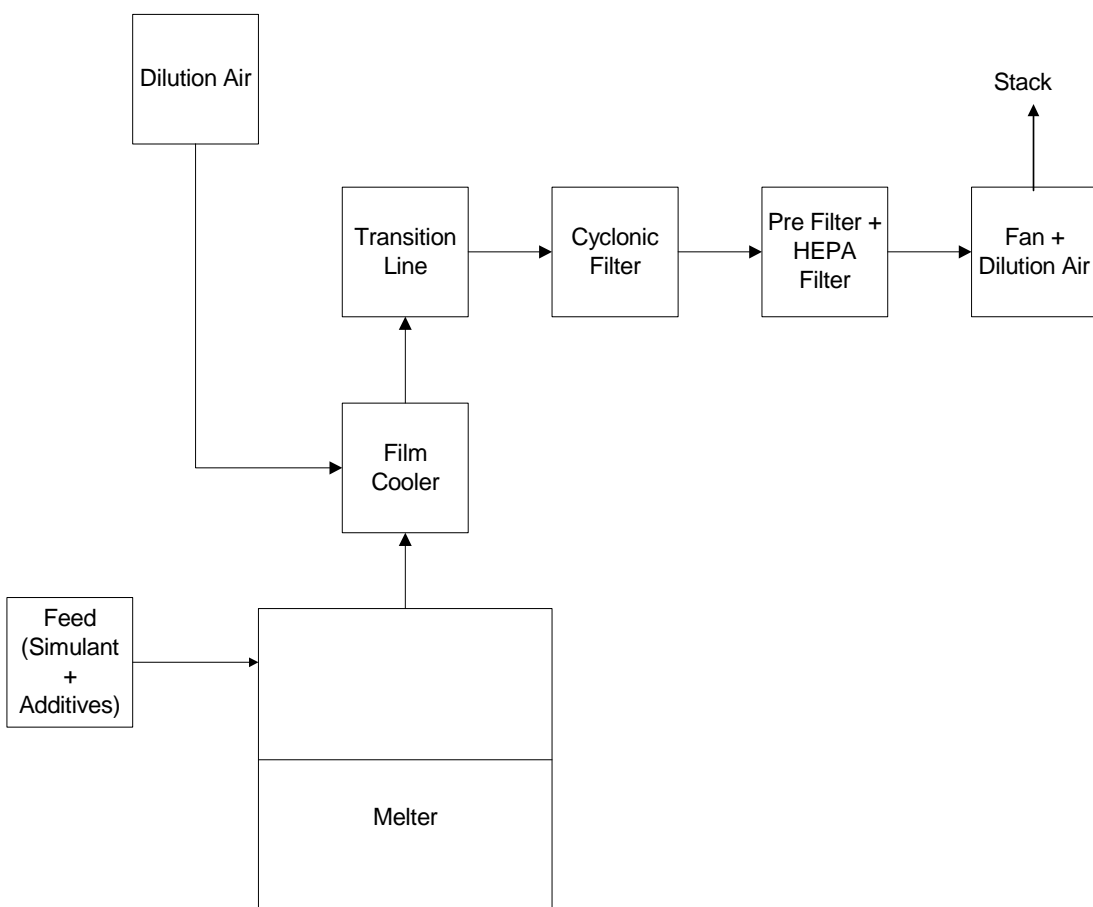 Dilution Air
Stack
Transition
Line
Cyclonic
Filter
Pre Filter +
HEPA
Filter
Fan +
Dilution Air
Film
Cooler
Feed
(Simulant
+
Additives)
Melter